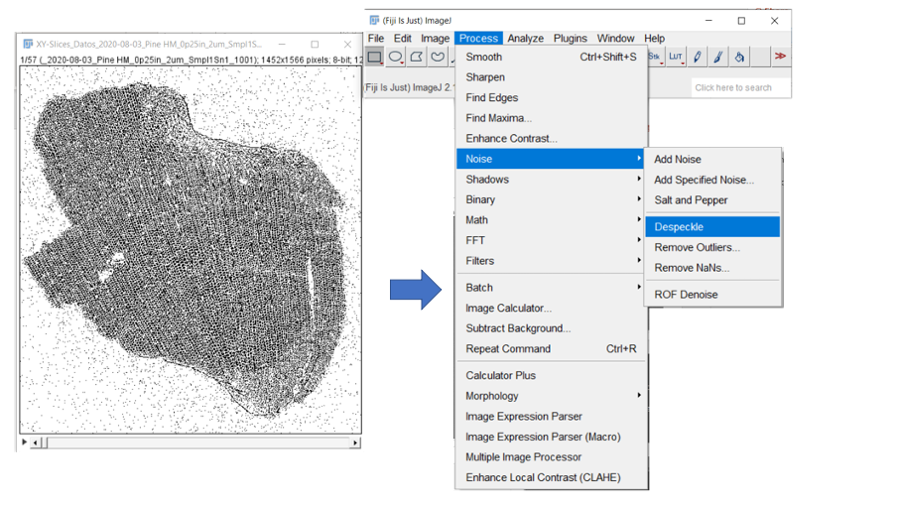 XY-Slices_Datos_2020-08-03_Pine HM_0p25in_2um_Smpl1S...
1/57 (_2020-08-03_Pine HM_0p25in_2um_Smpl1Sn1_1001); 1452x1566 pixels; 8-bit; 12
(Fiji Is Just) ImageJ
File Edit Image Process Analyze Plugins Window Help
Stk LUT
(Fiji Is Just) ImageJ 2.
Click here to search
Smooth Ctrl+Shift+S
Sharpen
Find Edges
Find Maxima...
Enhance Contrast...
Noise
Shadows
Binary
Math
FFT
Filters
Batch
Image Calculator...
Subtract Background...
Repeat Command Ctrl+R
Calculator Plus
Morphology
Image Expression Parser
Image Expression Parser (Macro)
Multiple Image Processor
Enhance Local Contrast (CLAHE)
Add Noise
Add Specified Noise...
Salt and Pepper
Despeckle
Remove Outliers...
Remove NaNs...
ROF Denoise